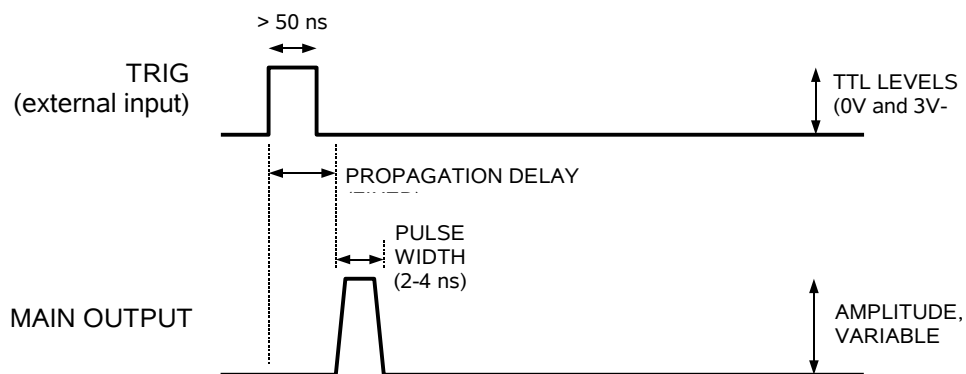 > 50 ns
TRIG
(external input)
TTL LEVELS
(0V and 3V-
PROPAGATION DELAY
PULSE
WIDTH
(2-4 ns)
MAIN OUTPUT
AMPLITUDE,
VARIABLE